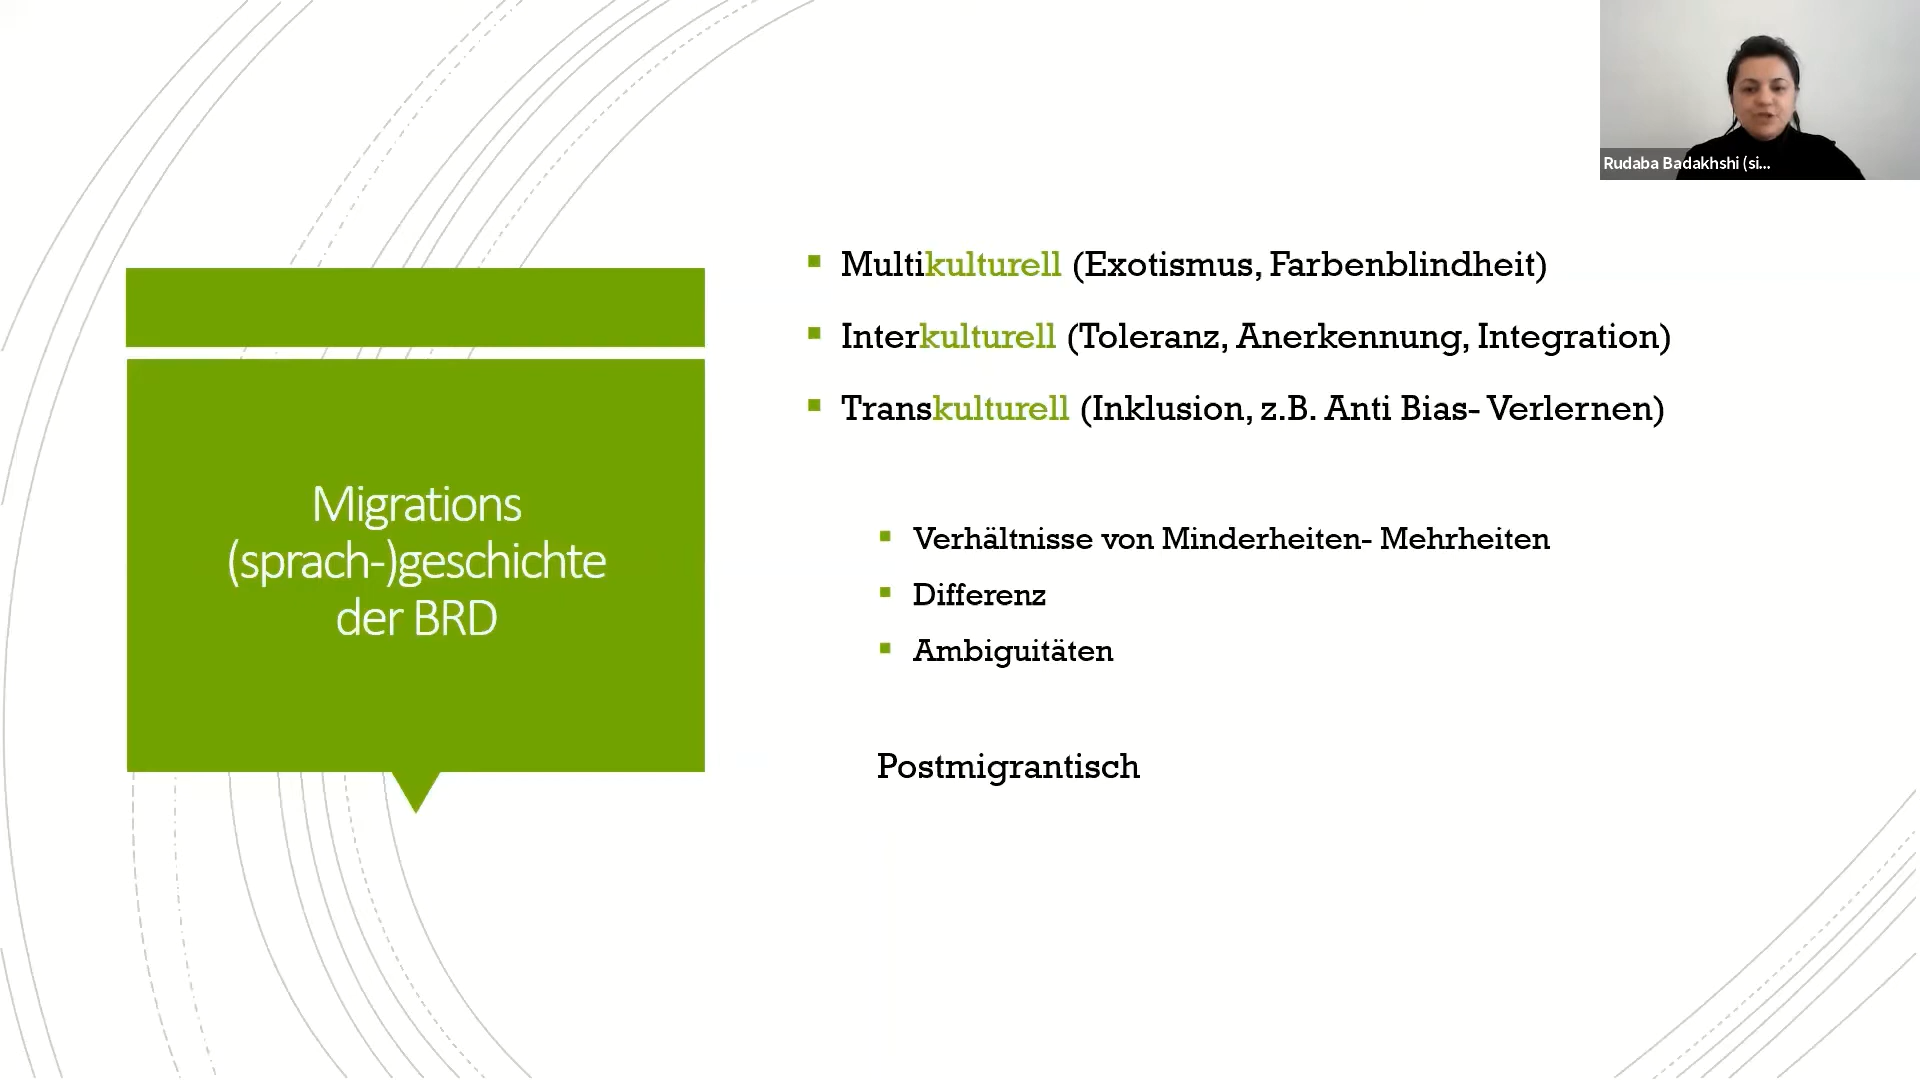 Rudaba Badakhshi (si...
Multikulturell (Exotismus, Farbenblindheit)
Interkulturell (Toleranz, Anerkennung, Integration)
Transkulturell (Inklusion, z.B. Anti Bias- Verlernen)
Migrations
(sprach-)geschichte
der BRD
Verhältnisse von Minderheiten- Mehrheiten
Differenz
Ambiguitäten
Postmigrantisch